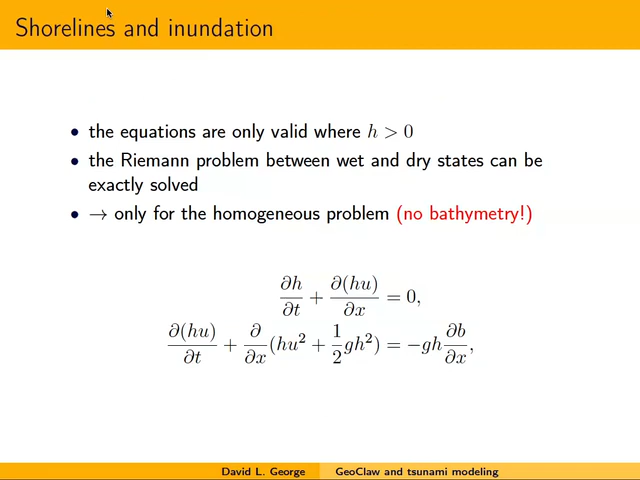 Shorelines and inundation
• the equations are only valid where h > 0
• the Riemann problem between wet and dry states can be
exactly solved
• → only for the homogeneous problem (no bathymetry!)
∂h/∂t + ∂(hu)/∂x = 0,
∂(hu)/∂t + ∂/∂x(hu² + 1/2gh²) = −gh∂b/∂x,
David L. George GeoClaw and tsunami modeling